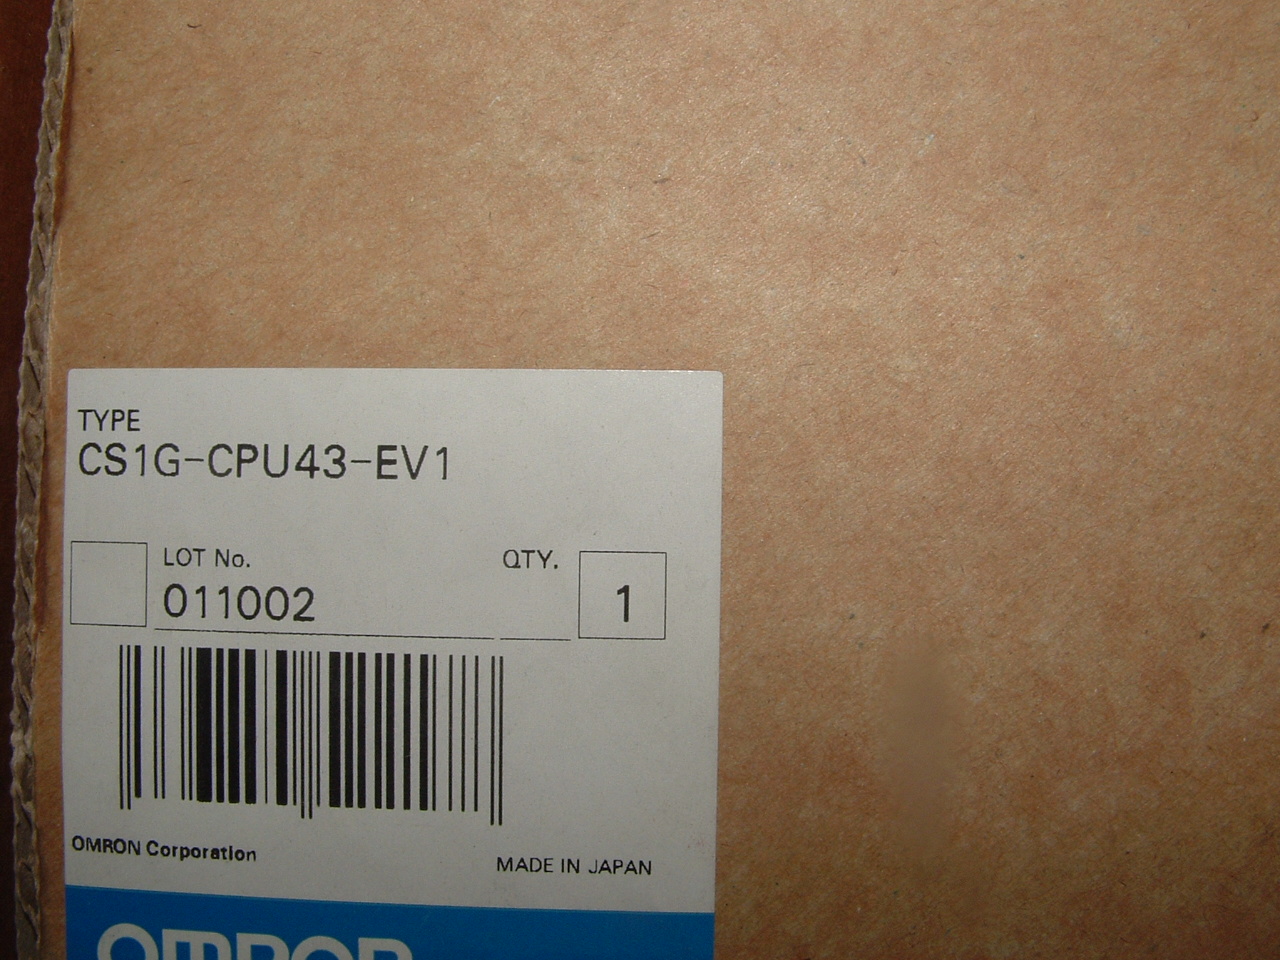 TYPE
CS1G-CPU43-EV1
LOT No. QTY.
011002 1
OMRON Corporation
MADE IN JAPAN
OMRON